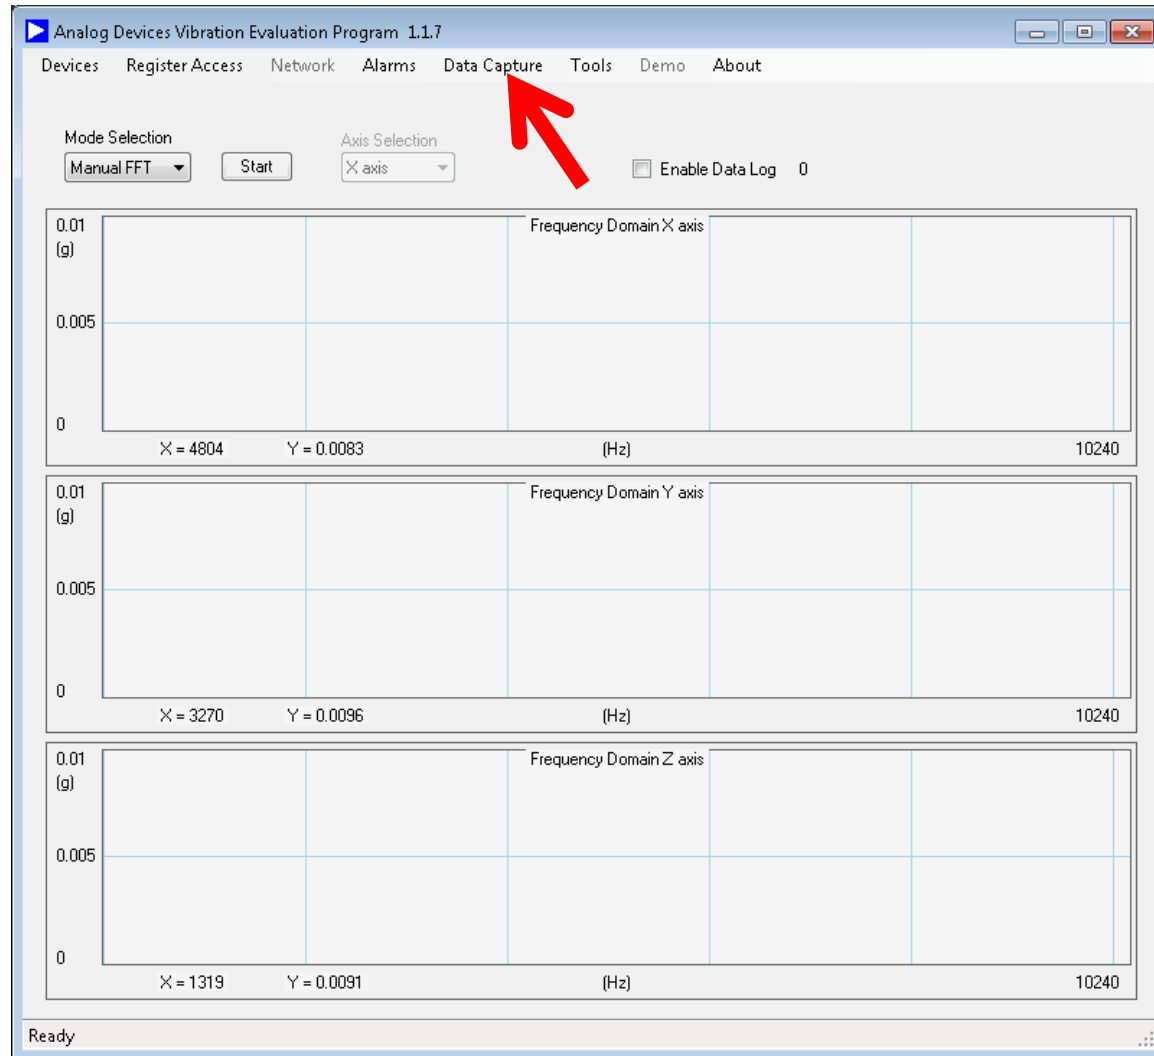 Analog Devices Vibration Evaluation Program 1.1.7
Devices Register Access Network Alarms Data Capture Tools Demo About
Mode Selection Axis Selection
Manual FFT Start X axis Enable Data Log 0
0.01 Frequency Domain X axis
(g)
0.005
0
X = 4804 Y = 0.0083 (Hz) 10240
0.01 Frequency Domain Y axis
(g)
0.005
0
X = 3270 Y = 0.0096 (Hz) 10240
0.01 Frequency Domain Z axis
(g)
0.005
0
X = 1319 Y = 0.0091 (Hz) 10240
Ready